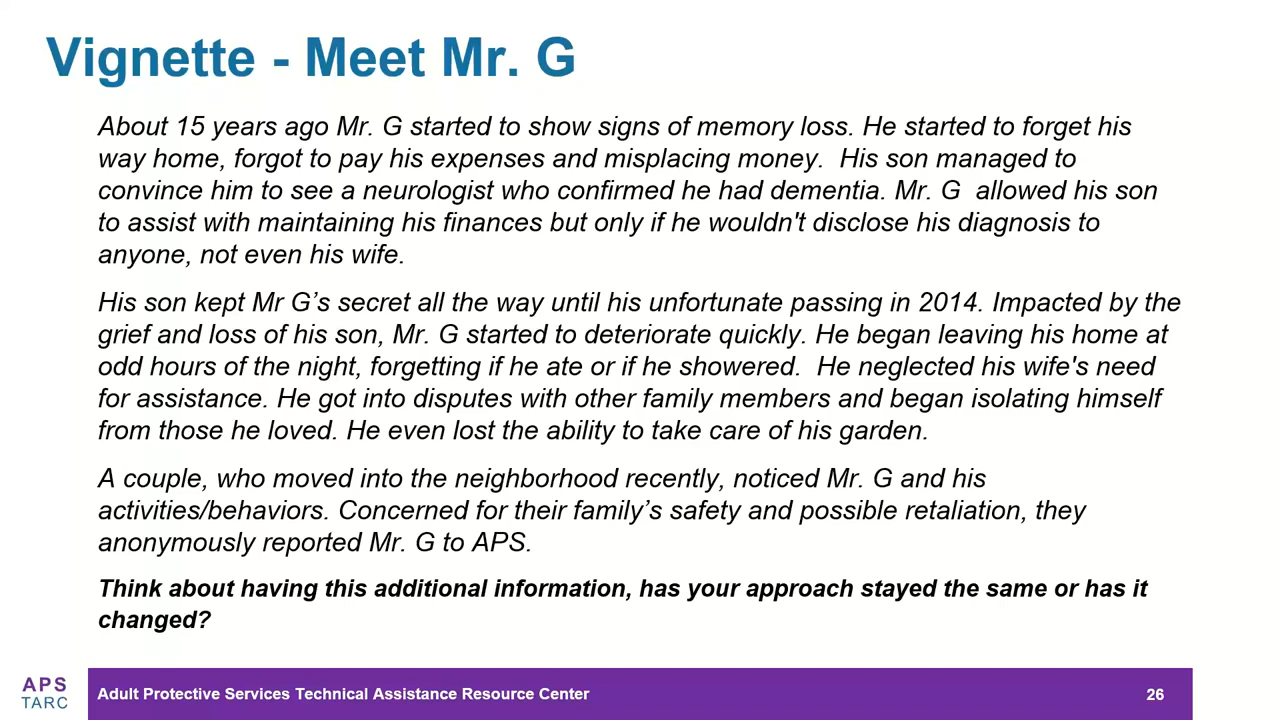 Vignette - Meet Mr. G
About 15 years ago Mr. G started to show signs of memory loss. He started to forget his
way home, forgot to pay his expenses and misplacing money.  His son managed to
convince him to see a neurologist who confirmed he had dementia. Mr. G  allowed his son
to assist with maintaining his finances but only if he wouldn't disclose his diagnosis to
anyone, not even his wife.
His son kept Mr G’s secret all the way until his unfortunate passing in 2014. Impacted by the
grief and loss of his son, Mr. G started to deteriorate quickly. He began leaving his home at
odd hours of the night, forgetting if he ate or if he showered.  He neglected his wife's need
for assistance. He got into disputes with other family members and began isolating himself
from those he loved. He even lost the ability to take care of his garden.
A couple, who moved into the neighborhood recently, noticed Mr. G and his
activities/behaviors. Concerned for their family’s safety and possible retaliation, they
anonymously reported Mr. G to APS.
Think about having this additional information, has your approach stayed the same or has it
changed?
APS
TARC
Adult Protective Services Technical Assistance Resource Center
26